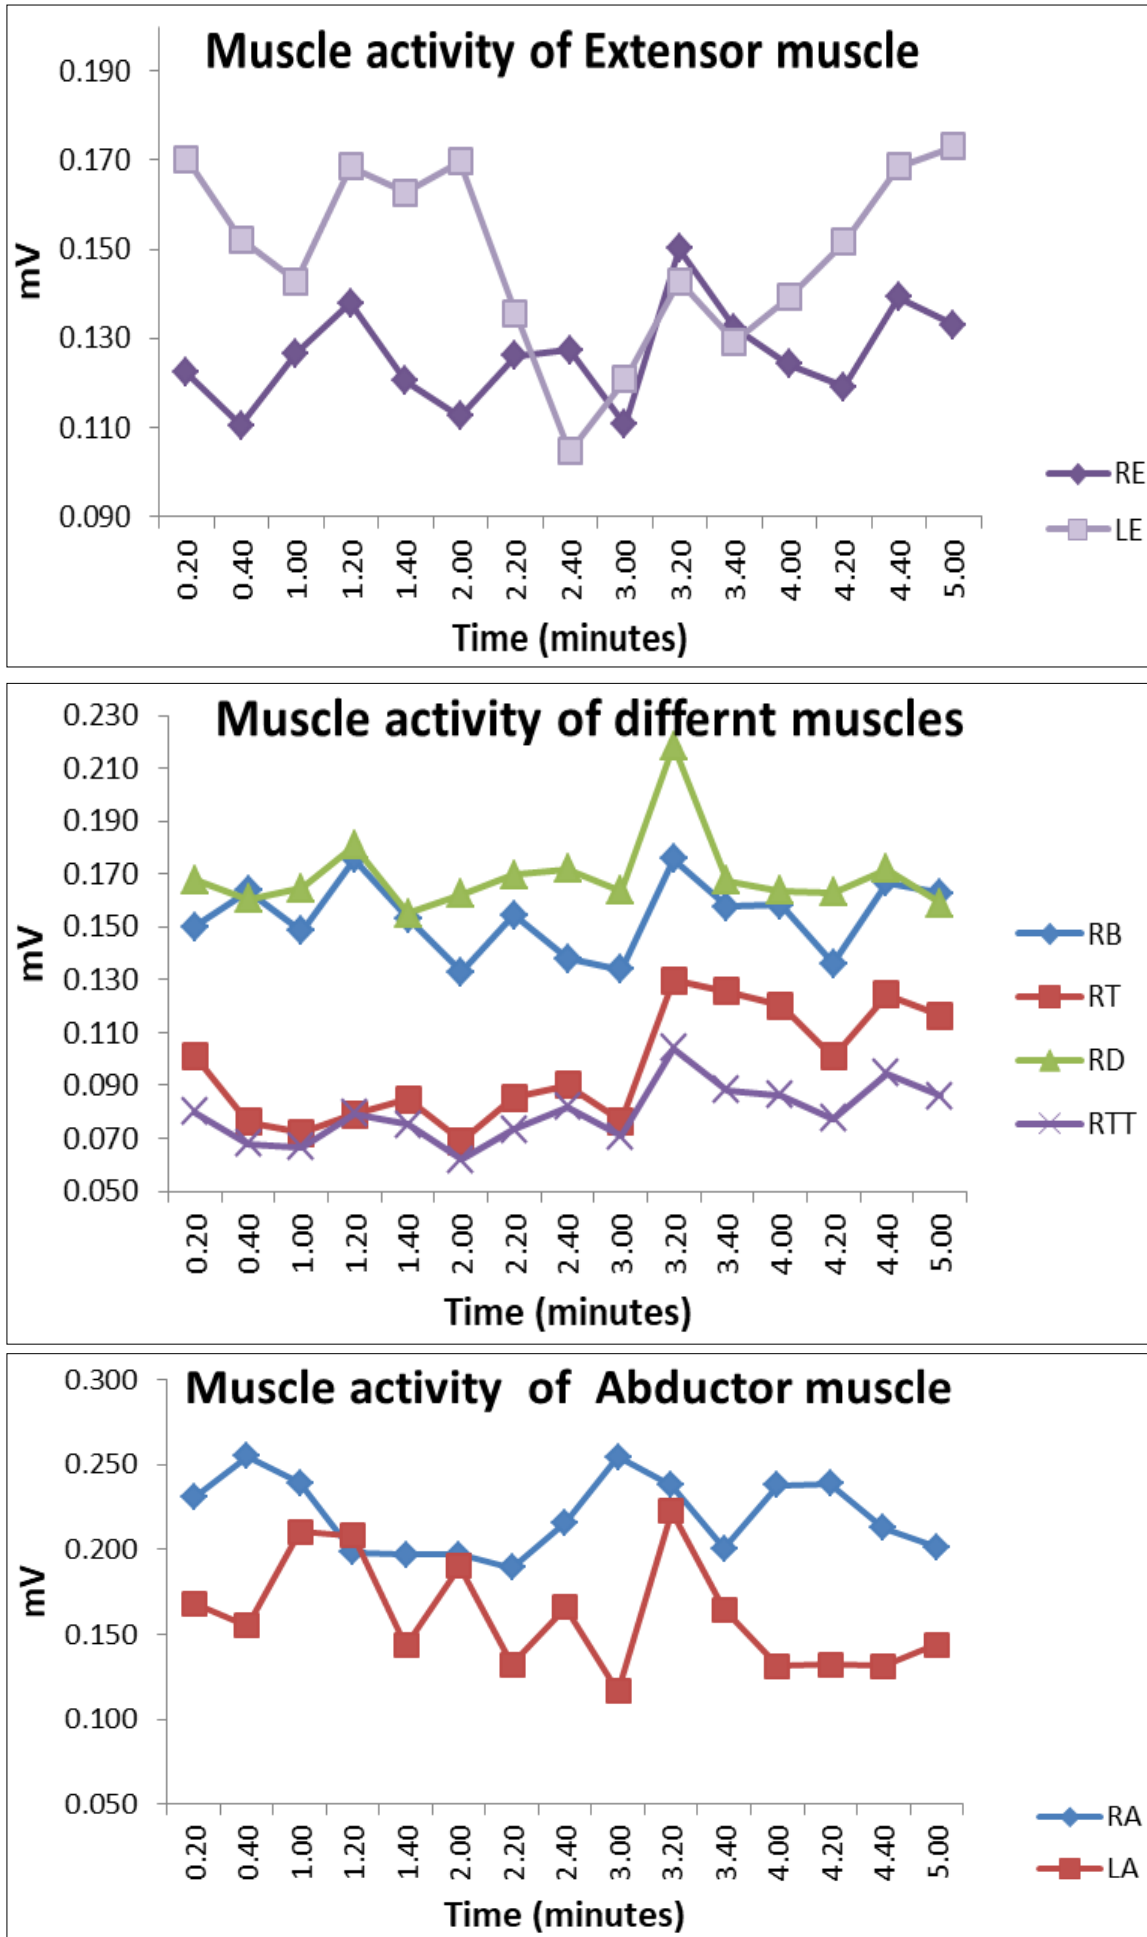 Muscle activity of Extensor muscle
0.190
0.170
0.150
0.130
0.110
0.090
mV
0.20 0.40 1.00 1.20 1.40 2.00 2.20 2.40 3.00 3.20 3.40 4.00 4.20 4.40 5.00
Time (minutes)
RE
LE
Muscle activity of differnt muscles
0.230
0.210
0.190
0.170
0.150
0.130
0.110
0.090
0.070
0.050
mV
0.20 0.40 1.00 1.20 1.40 2.00 2.20 2.40 3.00 3.20 3.40 4.00 4.20 4.40 5.00
Time (minutes)
RB
RT
RD
RTT
Muscle activity of Abductor muscle
0.300
0.250
0.200
0.150
0.100
0.050
mV
0.20 0.40 1.00 1.20 1.40 2.00 2.20 2.40 3.00 3.20 3.40 4.00 4.20 4.40 5.00
Time (minutes)
RA
LA